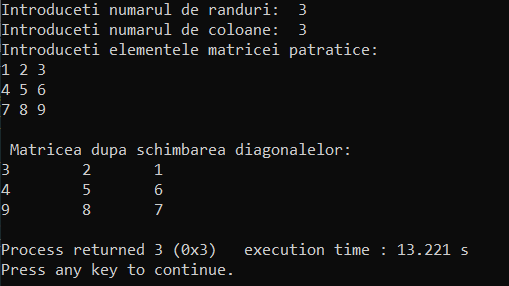 Introduceti numarul de randuri:  3
Introduceti numarul de coloane:  3
Introduceti elementele matricei patratice:
1 2 3
4 5 6
7 8 9
 Matricea dupa schimbarea diagonalelor:
3       2       1
4       5       6
9       8       7
Process returned 3 (0x3)   execution time : 13.221 s
Press any key to continue.